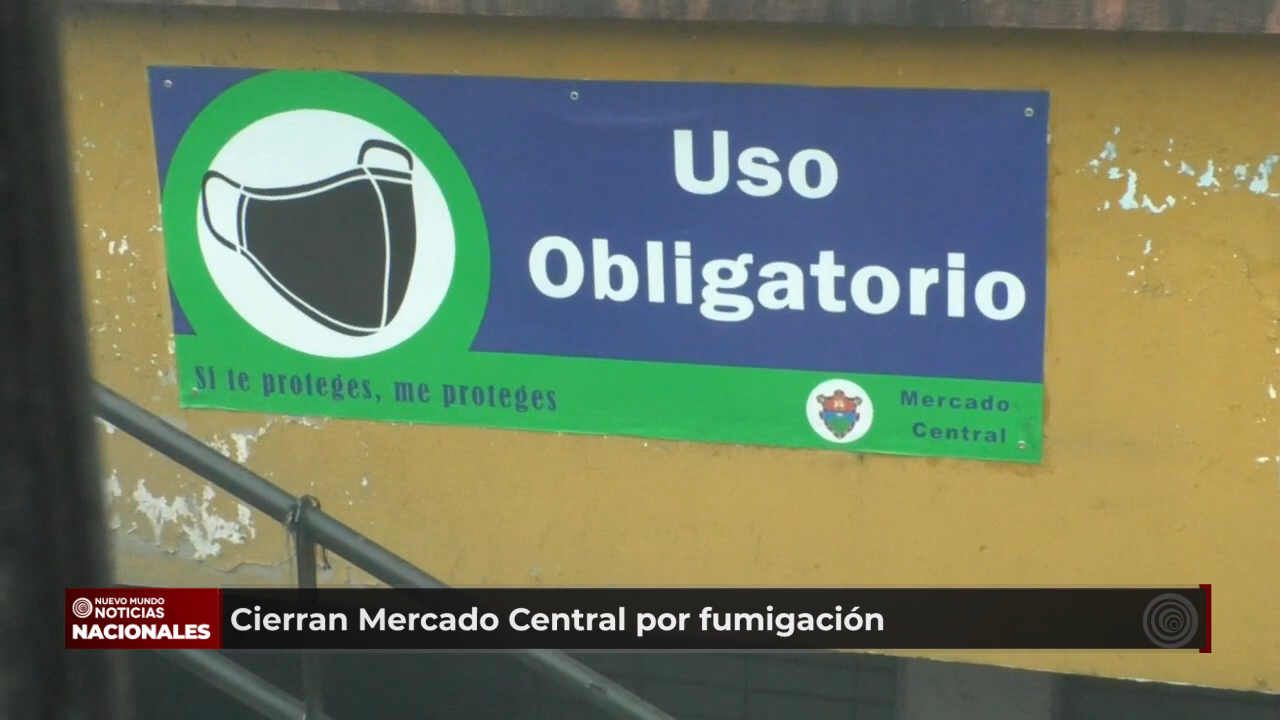 Uso
Obligatorio
Si te proteges, me proteges
Mercado
Central
NUEVO MUNDO
NOTICIAS
NACIONALES
Cierran Mercado Central por fumigación